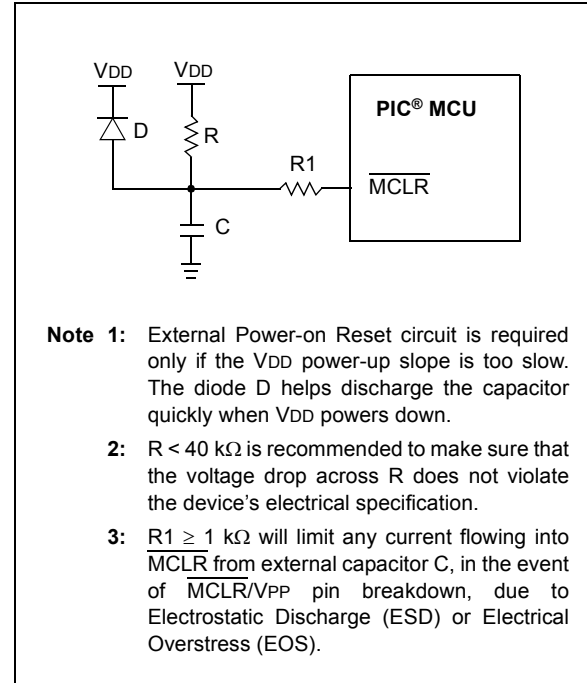 VDD VDD
PIC® MCU
D
R
R1
MCLR
C
Note 1: External Power-on Reset circuit is required
only if the VDD power-up slope is too slow.
The diode D helps discharge the capacitor
quickly when VDD powers down.
2: R < 40 kΩ is recommended to make sure that
the voltage drop across R does not violate
the device's electrical specification.
3: R1 ≥ 1 kΩ will limit any current flowing into
MCLR from external capacitor C, in the event
of MCLR/VPP pin breakdown, due to
Electrostatic Discharge (ESD) or Electrical
Overstress (EOS).